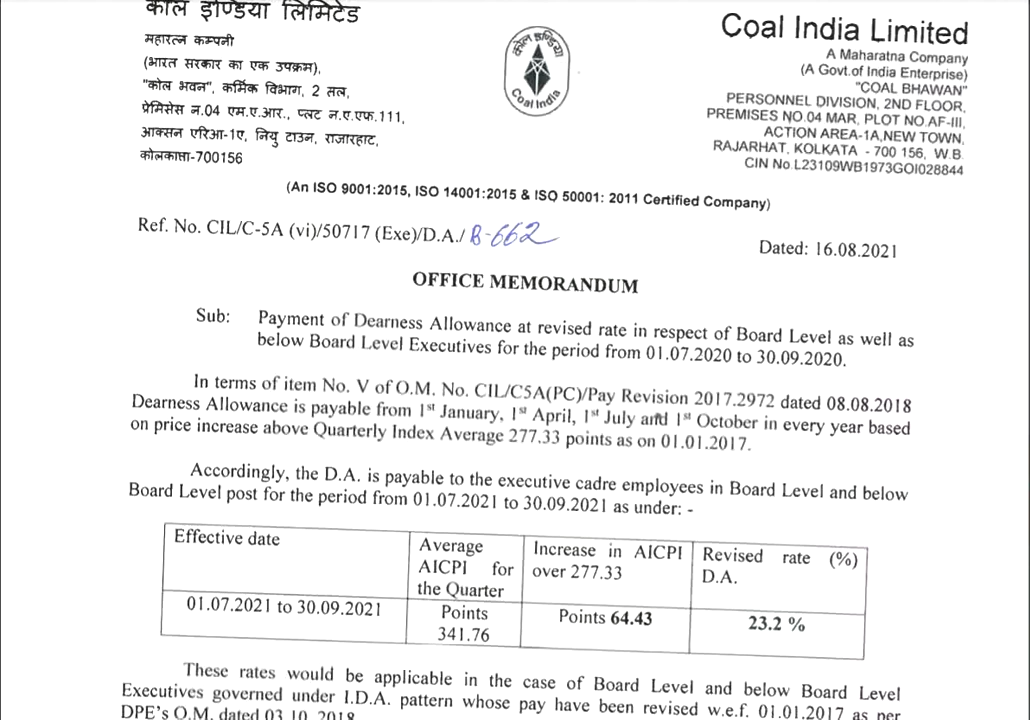 कोल इण्डिया लिमिटेड
महारत्न कम्पनी
(भारत सरकार का एक उपक्रम),
"कोल भवन", कर्मिक विभाग, 2 तल,
प्रेमिसेस न.04 एम.ए.आर., प्लट न.ए.एफ.111,
आक्सन एरिआ-1ए, नियु टाउन, राजारहाट,
कोलकाता-700156
कोल इण्डिया
Coal India
Coal India Limited
A Maharatna Company
(A Govt.of India Enterprise)
"COAL BHAWAN"
PERSONNEL DIVISION, 2ND FLOOR,
PREMISES NO.04 MAR, PLOT NO.AF-III,
ACTION AREA-1A,NEW TOWN,
RAJARHAT, KOLKATA - 700 156, W.B.
CIN No.L23109WB1973GOI028844
(An ISO 9001:2015, ISO 14001:2015 & ISO 50001: 2011 Certified Company)
Ref. No. CIL/C-5A (vi)/50717 (Exe)/D.A./ B-662
Dated: 16.08.2021
OFFICE MEMORANDUM
Sub: Payment of Dearness Allowance at revised rate in respect of Board Level as well as
below Board Level Executives for the period from 01.07.2020 to 30.09.2020.
In terms of item No. V of O.M. No. CIL/C5A(PC)/Pay Revision 2017.2972 dated 08.08.2018
Dearness Allowance is payable from 1st January, 1st April, 1st July and 1st October in every year based
on price increase above Quarterly Index Average 277.33 points as on 01.01.2017.
Accordingly, the D.A. is payable to the executive cadre employees in Board Level and below
Board Level post for the period from 01.07.2021 to 30.09.2021 as under: -
Effective date
Average
AICPI for
the Quarter
Increase in AICPI
over 277.33
Revised rate (%)
D.A.
01.07.2021 to 30.09.2021
Points
341.76
Points 64.43
23.2 %
These rates would be applicable in the case of Board Level and below Board Level
Executives governed under I.D.A. pattern whose pay have been revised w.e.f. 01.01.2017 as per
DPE's O.M. dated 03.10.2018